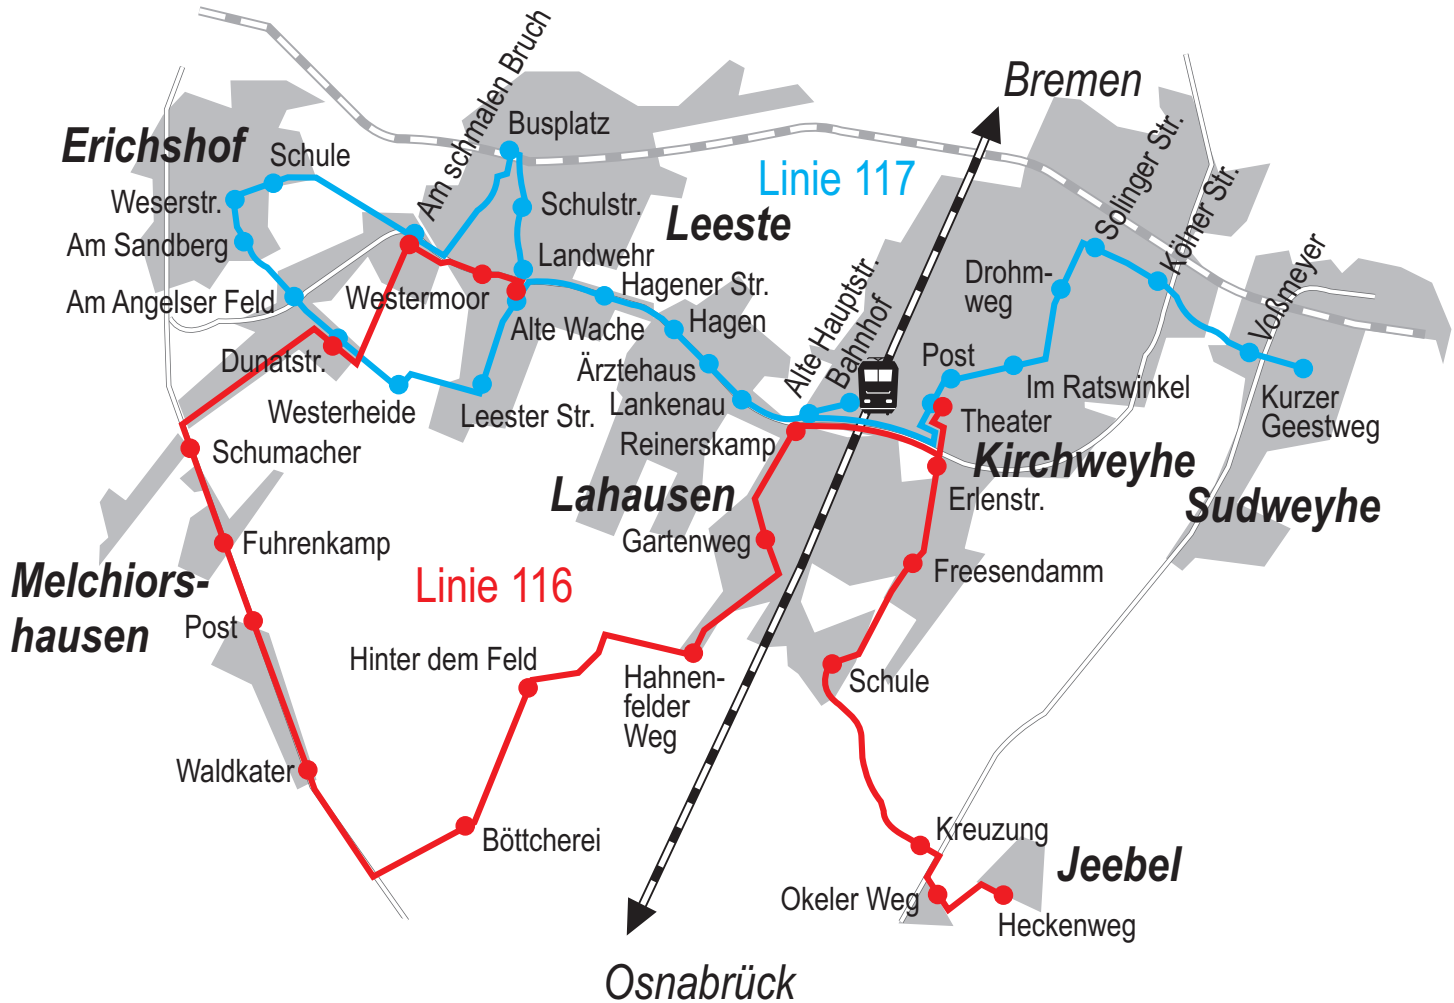 Bremen
Am schmalen Bruch
Busplatz
Erichshof
Schule
Solinger Str.
Linie 117
Weserstr.
Schulstr.
Leeste
Kölner Str.
Am Sandberg
Landwehr
Voßmeyer
Hagener Str.
Alte Hauptstr.
Drohm-
weg
Am Angelser Feld
Westermoor
Alte Wache
Hagen
Bahnhof
Dunatstr.
Post
Ärztehaus
Im Ratswinkel
Westerheide
Leester Str.
Lankenau
Theater
Kurzer
Geestweg
Reinerskamp
Schumacher
Kirchweyhe
Lahausen
Erlenstr.
Sudweyhe
Fuhrenkamp
Gartenweg
Freesendamm
Melchiors-
hausen
Linie 116
Post
Hinter dem Feld
Hahnen-
felder
Weg
Schule
Waldkater
Böttcherei
Kreuzung
Jeebel
Okeler Weg
Heckenweg
Osnabrück